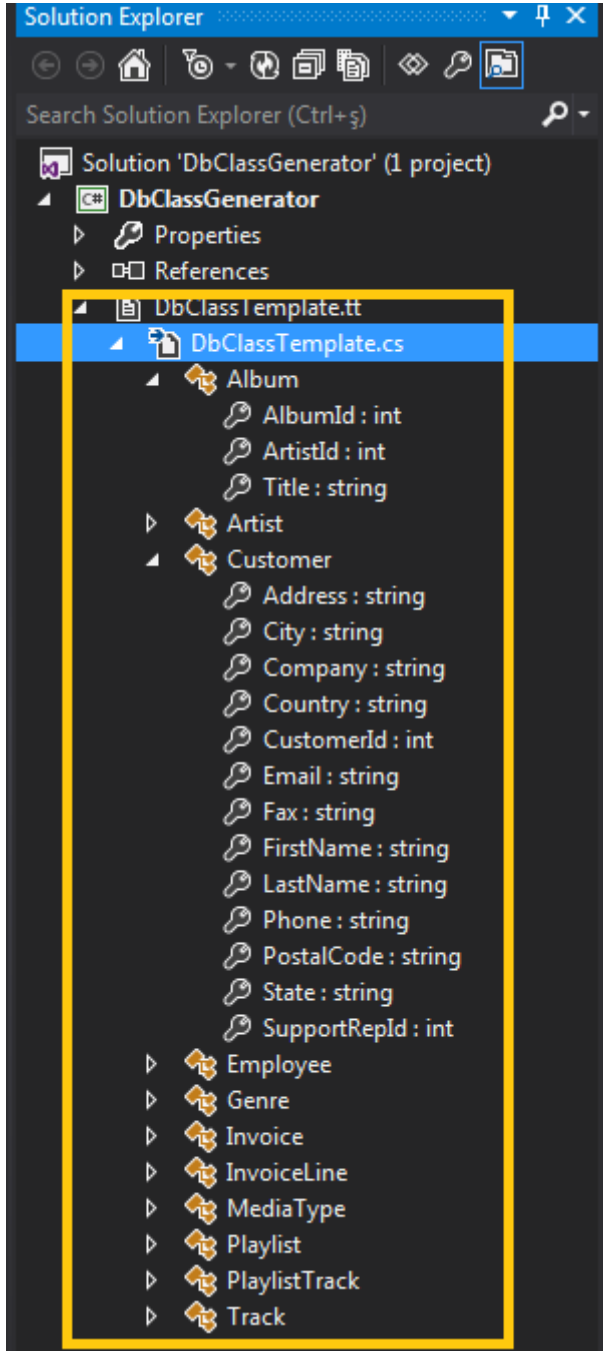 Solution Explorer
Search Solution Explorer (Ctrl+ş)
Solution 'DbClassGenerator' (1 project)
C# DbClassGenerator
Properties
References
DbClassTemplate.tt
DbClassTemplate.cs
Album
AlbumId : int
ArtistId : int
Title : string
Artist
Customer
Address : string
City : string
Company : string
Country : string
CustomerId : int
Email : string
Fax : string
FirstName : string
LastName : string
Phone : string
PostalCode : string
State : string
SupportRepId : int
Employee
Genre
Invoice
InvoiceLine
MediaType
Playlist
PlaylistTrack
Track